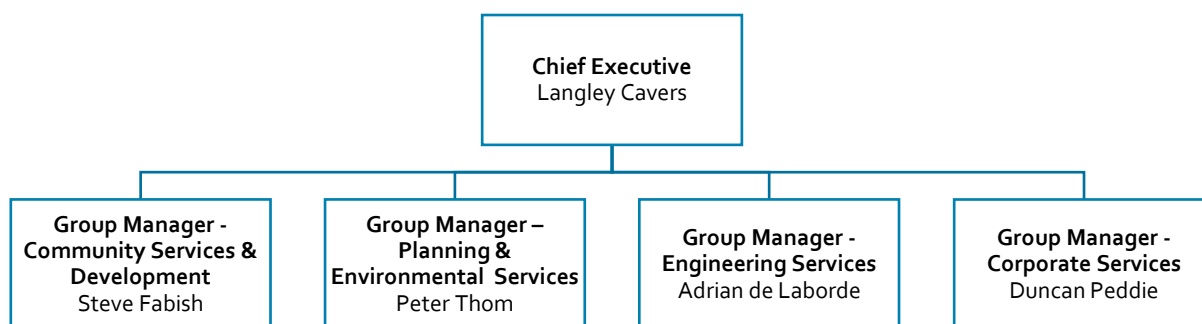 Chief Executive
Langley Cavers
Group Manager -
Community Services &
Development
Steve Fabish
Group Manager –
Planning &
Environmental Services
Peter Thom
Group Manager -
Engineering Services
Adrian de Laborde
Group Manager -
Corporate Services
Duncan Peddie